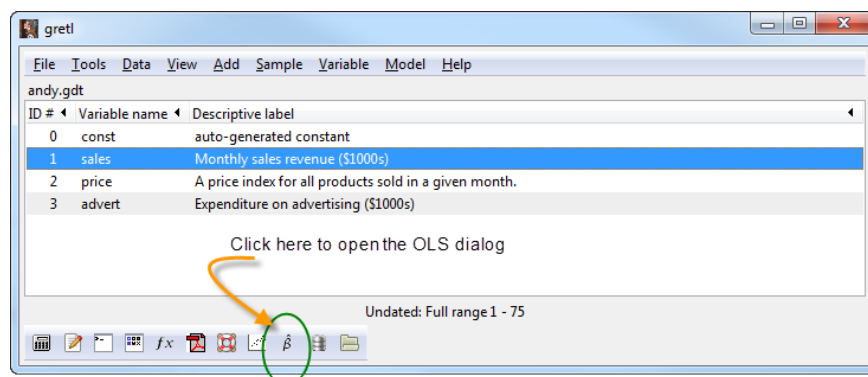 gretl
File Tools Data View Add Sample Variable Model Help
andy.gdt
ID # Variable name Descriptive label
0 const auto-generated constant
1 sales Monthly sales revenue ($1000s)
2 price A price index for all products sold in a given month.
3 advert Expenditure on advertising ($1000s)
Click here to open the OLS dialog
Undated: Full range 1 - 75
fx β̂